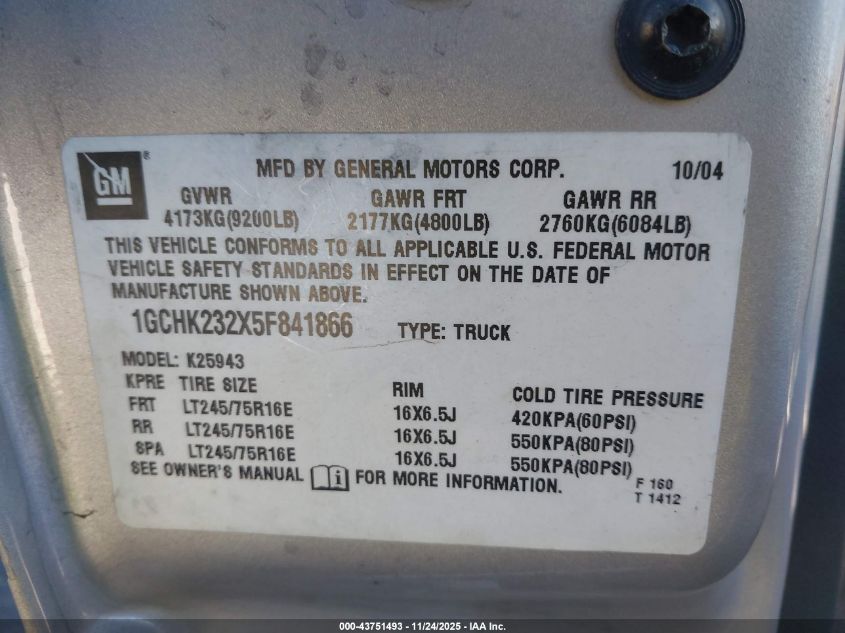 GM ®
MFD BY GENERAL MOTORS CORP. 10/04
GVWR GAWR FRT GAWR RR
4173KG(9200LB) 2177KG(4800LB) 2760KG(6084LB)
THIS VEHICLE CONFORMS TO ALL APPLICABLE U.S. FEDERAL MOTOR
VEHICLE SAFETY STANDARDS IN EFFECT ON THE DATE OF
MANUFACTURE SHOWN ABOVE.
1GCHK232X5F841866 TYPE: TRUCK
MODEL: K25943
KPRE TIRE SIZE RIM COLD TIRE PRESSURE
FRT LT245/75R16E 16X6.5J 420KPA(60PSI)
RR LT245/75R16E 16X6.5J 550KPA(80PSI)
SPA LT245/75R16E 16X6.5J 550KPA(80PSI)
SEE OWNER'S MANUAL i FOR MORE INFORMATION.
F 160
T 1412
000-43751493 - 11/24/2025 - IAA Inc.